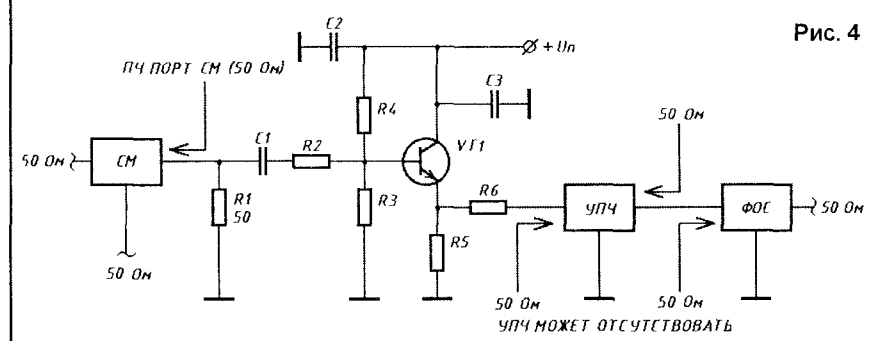 Рис. 4
C2
+Uп
ПЧ ПОРТ СМ (50 Ом)
C3
R4
50 Ом
VT1
C1
R2
50 Ом
СМ
R6
УПЧ
ФОС
50 Ом
R1
50
R3
R5
50 Ом
50 Ом
50 Ом
УПЧ МОЖЕТ ОТСУТСТВОВАТЬ